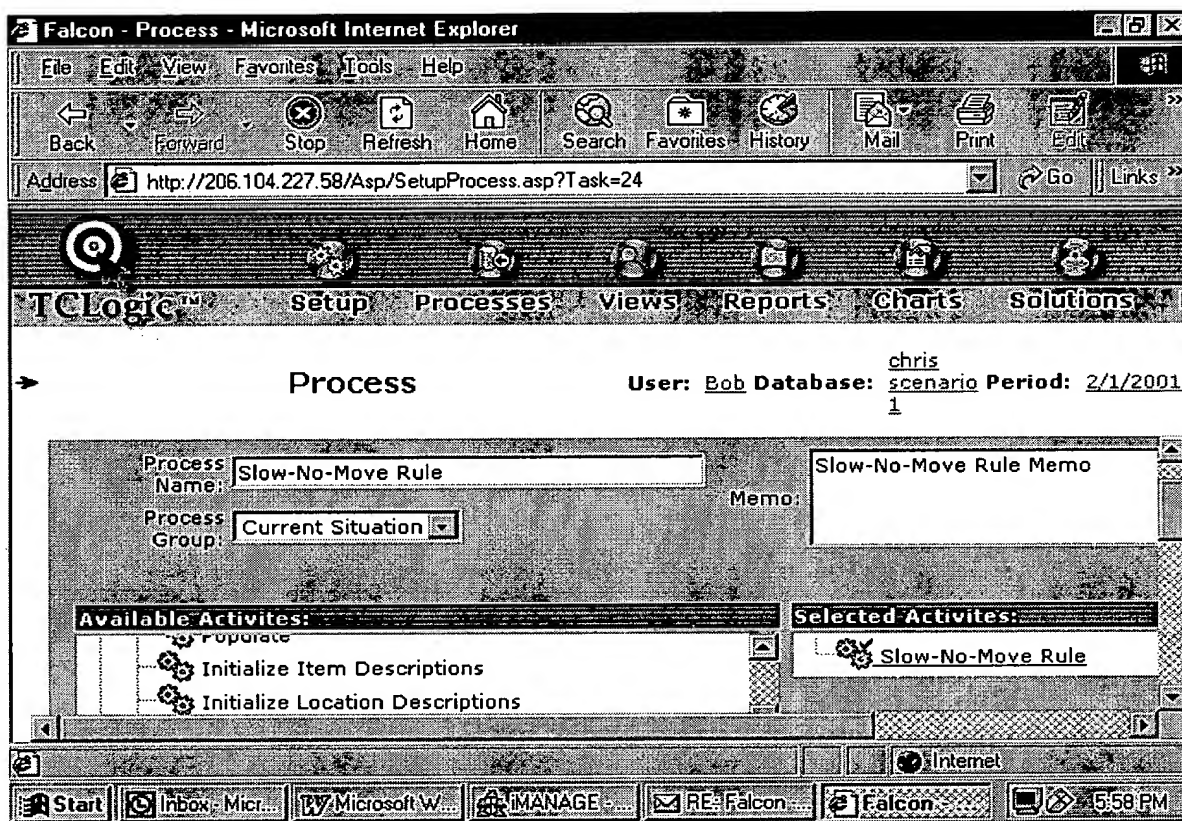 Falcon - Process - Microsoft Internet Explorer
File Edit View Favorites Tools Help
Back Forward Stop Refresh Home Search Favorites History Mail Print Edit »
Address http://206.104.227.58/Asp/SetupProcess.asp?Task=24 Go Links »
TCLogic™ Setup Processes Views Reports Charts Solutions
Process User: Bob Database: chris scenario 1 Period: 2/1/2001
Process Name: Slow-No-Move Rule
Memo: Slow-No-Move Rule Memo
Process Group: Current Situation
Available Activites: Selected Activites:
Populate
Slow-No-Move Rule
Initialize Item Descriptions
Initialize Location Descriptions
Internet
Start Inbox - Micr... Microsoft W... iMANAGE - ... RE: Falcon ... Falcon - ... 5:58 PM